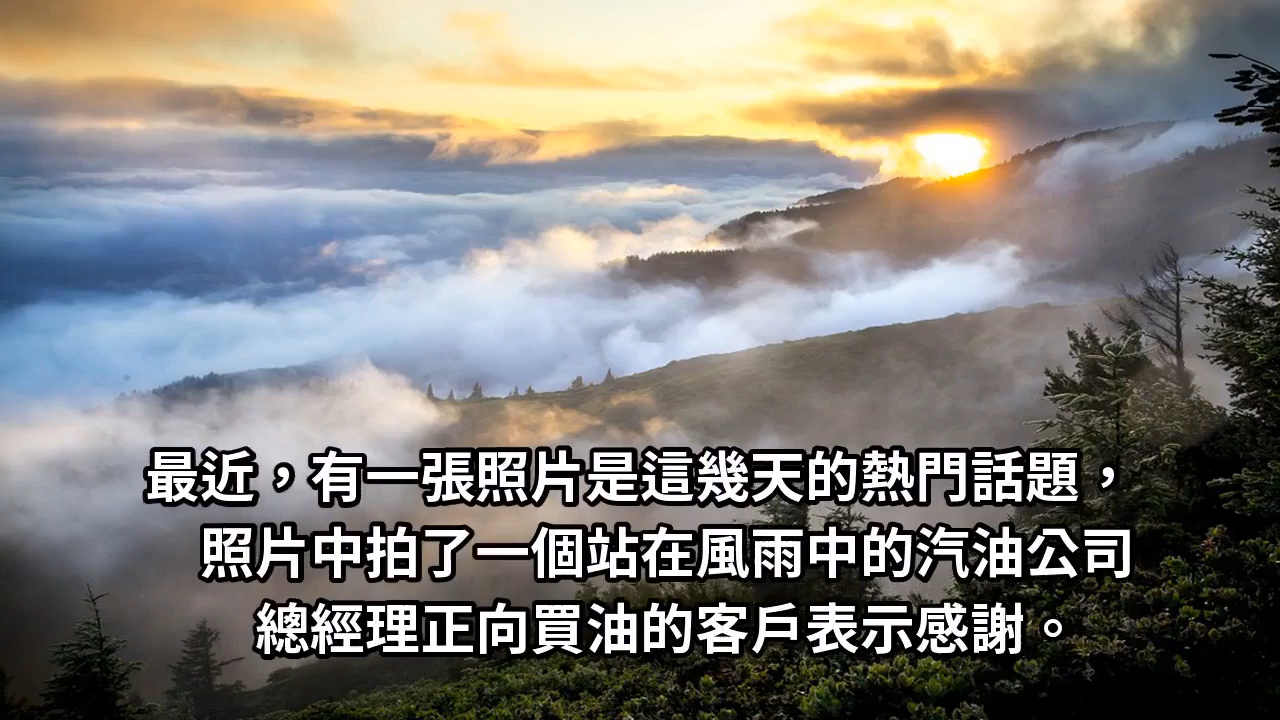 最近，有一張照片是這幾天的熱門話題，
照片中拍了一個站在風雨中的汽油公司
總經理正向買油的客戶表示感謝。